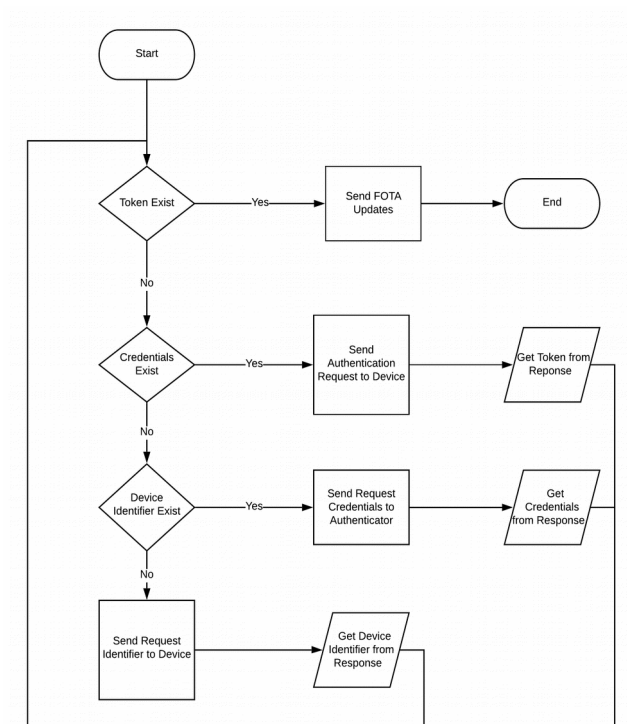 Start
Token Exist
Yes
Send FOTA
Updates
End
No
Credentials
Exist
Yes
Send
Authentication
Request to Device
Get Token from
Reponse
No
Device
Identifier Exist
Yes
Send Request
Credentials to
Authenticator
Get
Credentials
from Response
No
Send Request
Identifier to Device
Get Device
Identifier from
Response